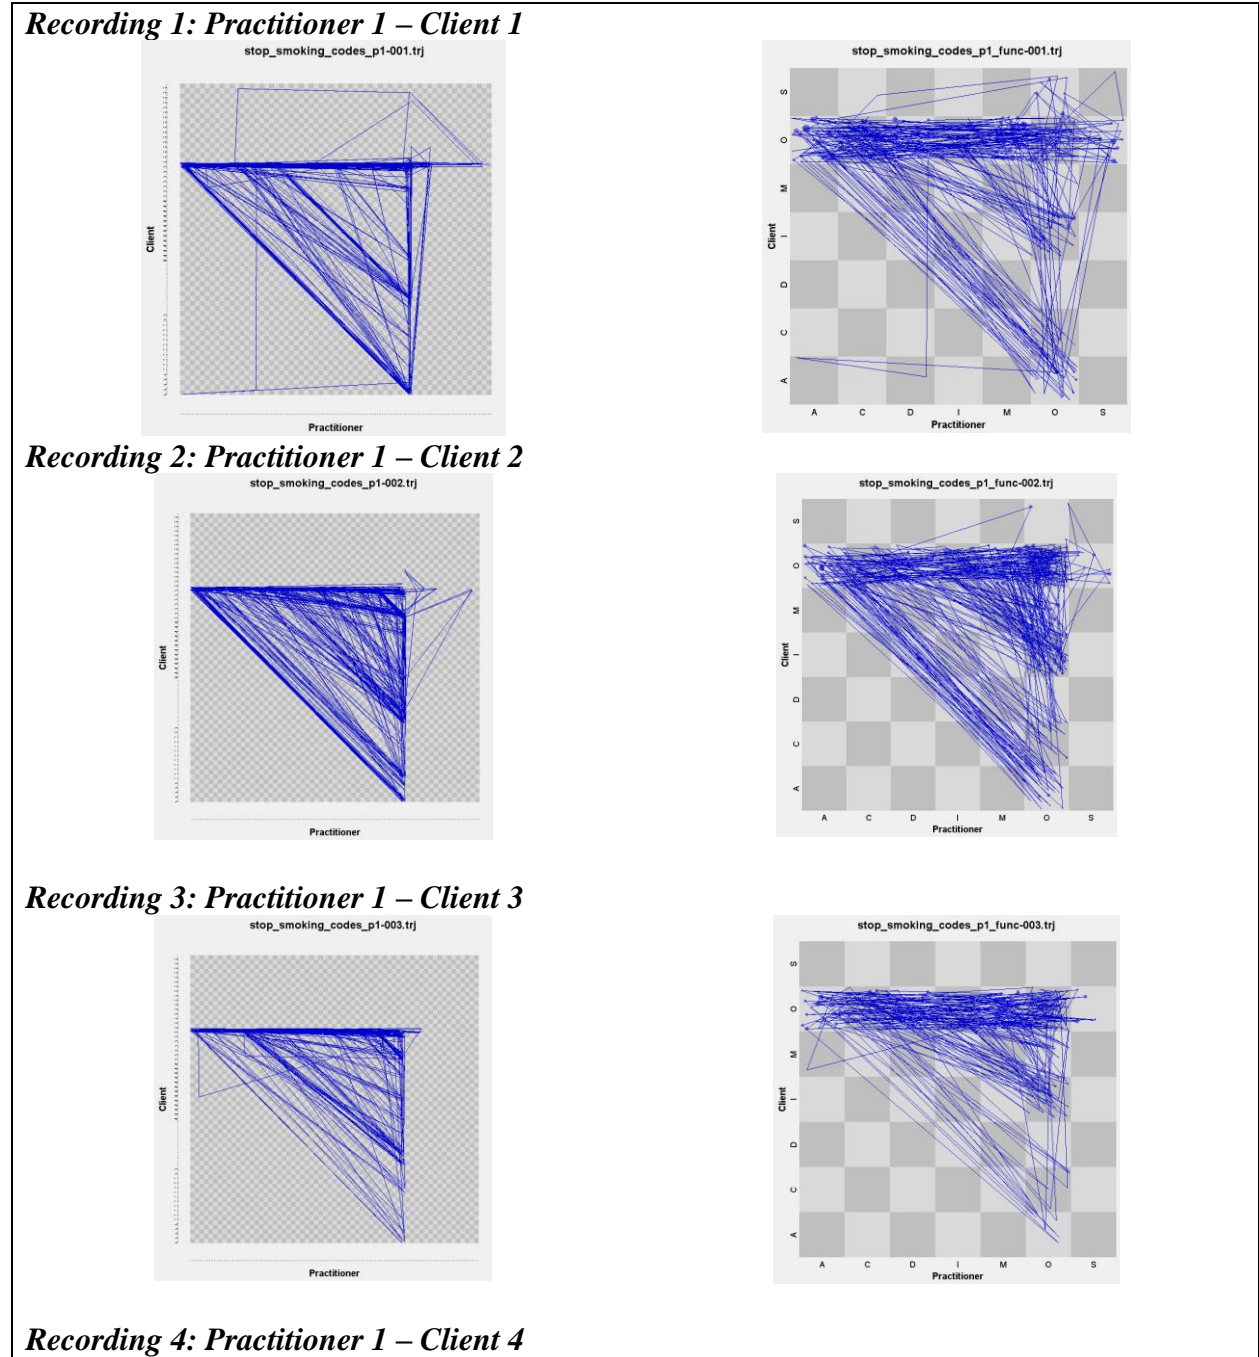 Recording 1: Practitioner 1 – Client 1
stop_smoking_codes_p1-001.trj
Client
Practitioner
stop_smoking_codes_p1_func-001.trj
S
O
M
I
D
C
A
Client
A C D I M O S
Practitioner
Recording 2: Practitioner 1 – Client 2
stop_smoking_codes_p1-002.trj
Client
Practitioner
stop_smoking_codes_p1_func-002.trj
S
O
M
I
D
C
A
Client
A C D I M O S
Practitioner
Recording 3: Practitioner 1 – Client 3
stop_smoking_codes_p1-003.trj
Client
Practitioner
stop_smoking_codes_p1_func-003.trj
S
O
M
I
D
C
A
Client
A C D I M O S
Practitioner
Recording 4: Practitioner 1 – Client 4